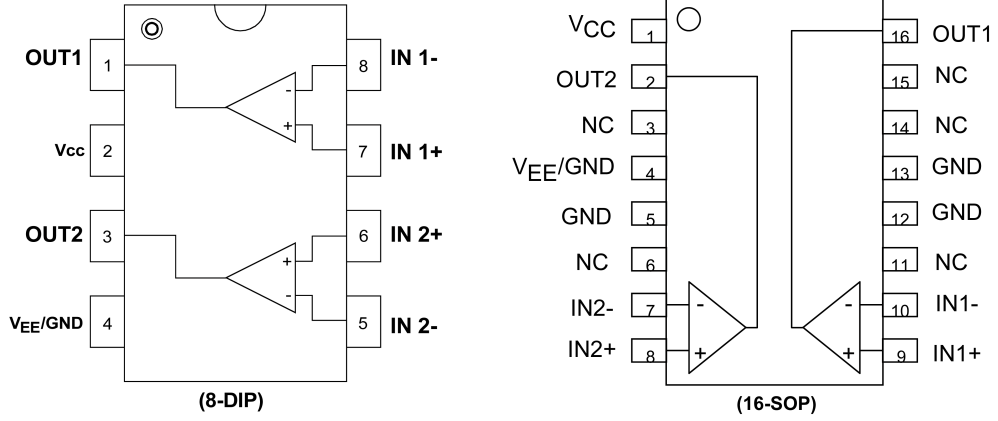 OUT1 1 - 8 IN 1-
+
Vcc 2 7 IN 1+
OUT2 3 + 6 IN 2+
-
VEE/GND 4 5 IN 2-
(8-DIP)
VCC 1 16 OUT1
OUT2 2 15 NC
NC 3 14 NC
VEE/GND 4 13 GND
GND 5 12 GND
NC 6 11 NC
IN2- 7 - - 10 IN1-
IN2+ 8 + + 9 IN1+
(16-SOP)